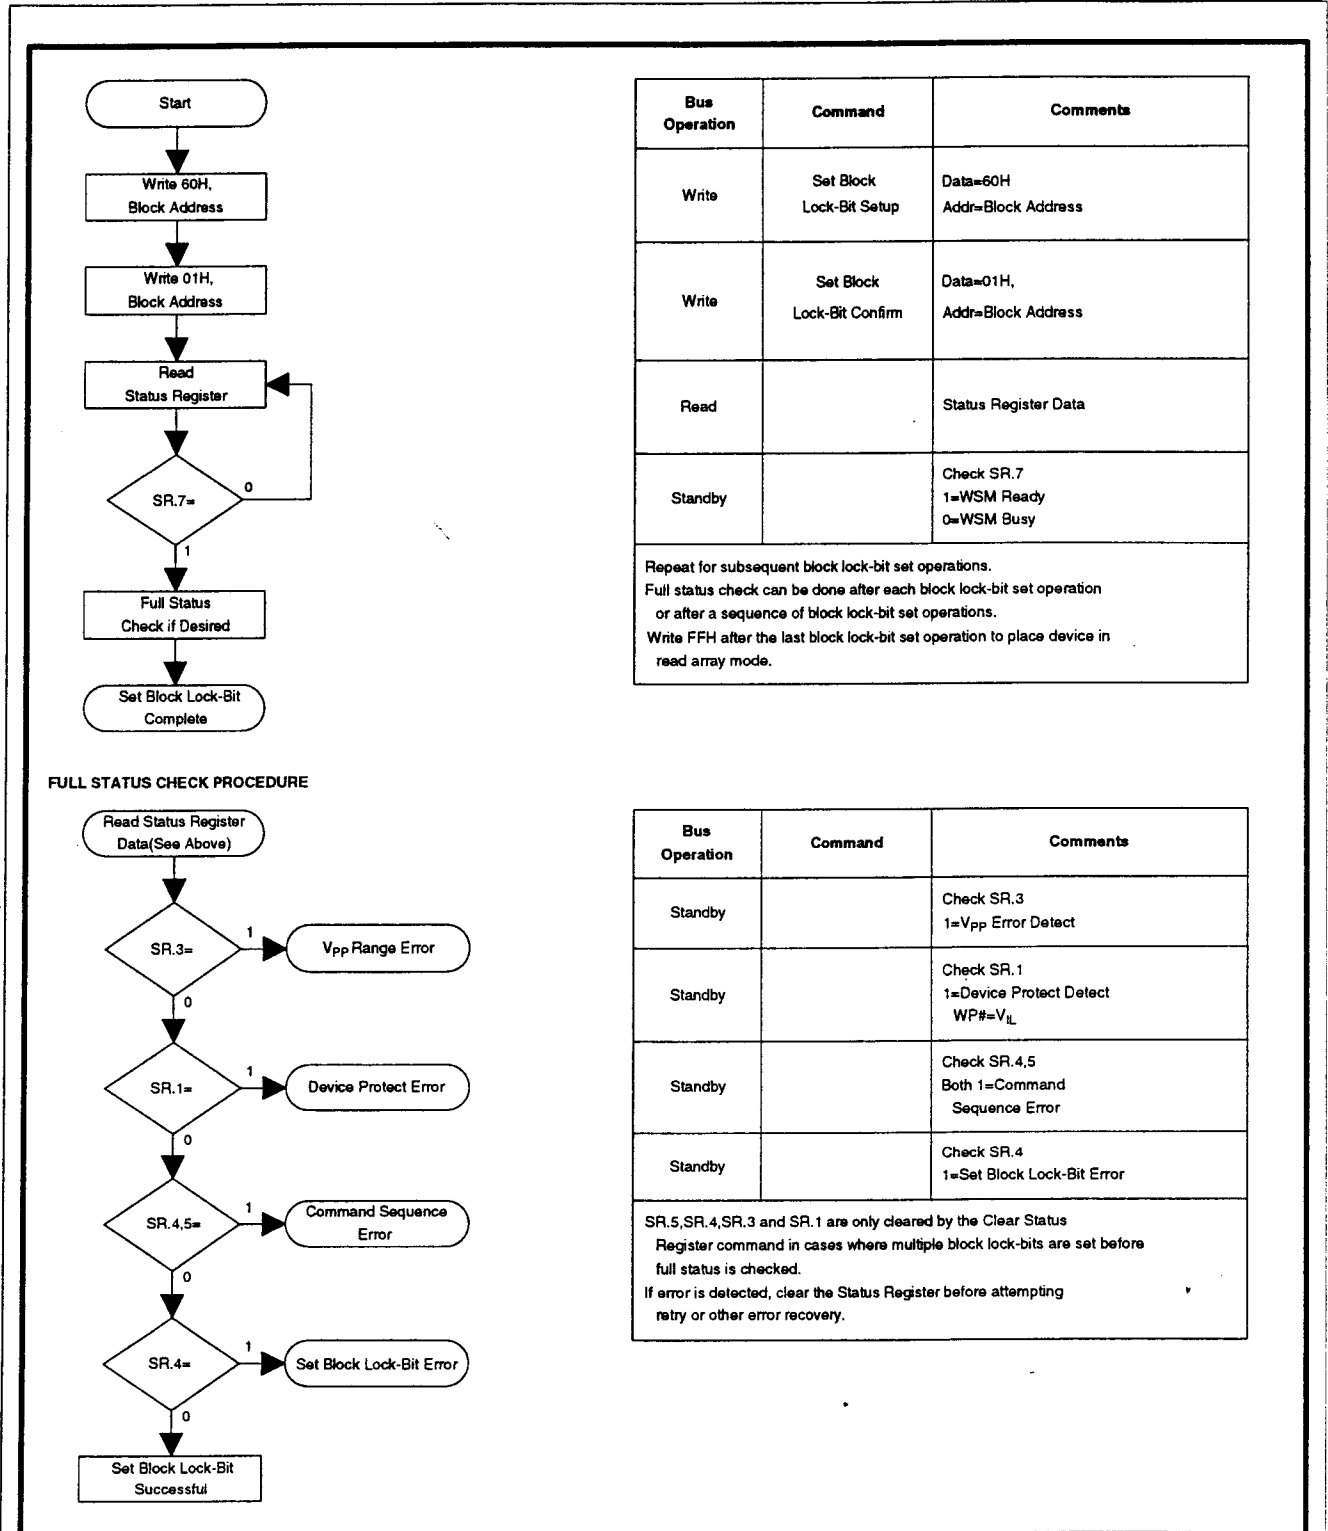 Start
Write 60H,
Block Address
Write 01H,
Block Address
Read
Status Register
SR.7=
0
1
Full Status
Check if Desired
Set Block Lock-Bit
Complete
Bus
Operation
Command
Comments
Write
Set Block
Lock-Bit Setup
Data=60H
Addr=Block Address
Write
Set Block
Lock-Bit Confirm
Data=01H,
Addr=Block Address
Read
Status Register Data
Standby
Check SR.7
1=WSM Ready
0=WSM Busy
Repeat for subsequent block lock-bit set operations.
Full status check can be done after each block lock-bit set operation
or after a sequence of block lock-bit set operations.
Write FFH after the last block lock-bit set operation to place device in
read array mode.
FULL STATUS CHECK PROCEDURE
Read Status Register
Data(See Above)
SR.3=
1
VPP Range Error
0
SR.1=
1
Device Protect Error
0
SR.4,5=
1
Command Sequence
Error
0
SR.4=
1
Set Block Lock-Bit Error
0
Set Block Lock-Bit
Successful
Bus
Operation
Command
Comments
Standby
Check SR.3
1=VPP Error Detect
Standby
Check SR.1
1=Device Protect Detect
WP#=VIL
Standby
Check SR.4,5
Both 1=Command
Sequence Error
Standby
Check SR.4
1=Set Block Lock-Bit Error
SR.5,SR.4,SR.3 and SR.1 are only cleared by the Clear Status
Register command in cases where multiple block lock-bits are set before
full status is checked.
If error is detected, clear the Status Register before attempting
retry or other error recovery.